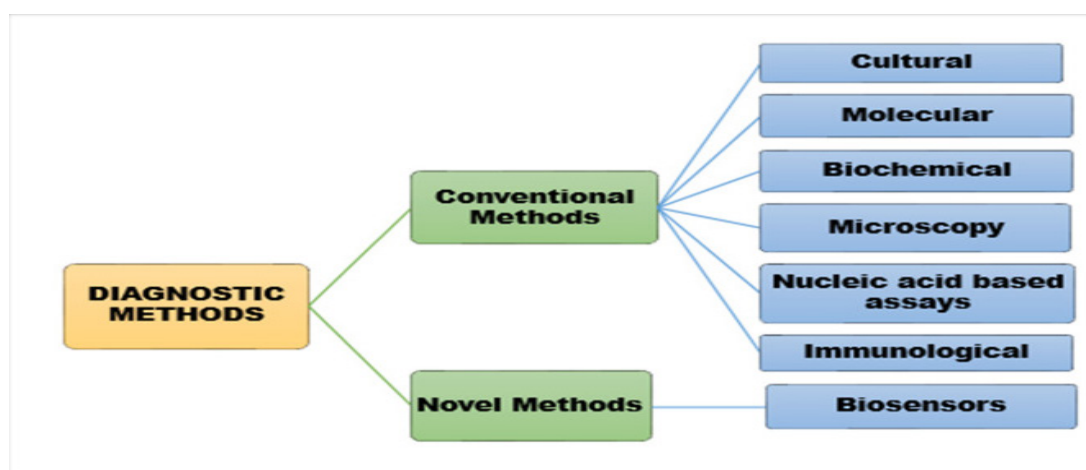 DIAGNOSTIC
METHODS
Conventional
Methods
Novel Methods
Cultural
Molecular
Biochemical
Microscopy
Nucleic acid based
assays
Immunological
Biosensors